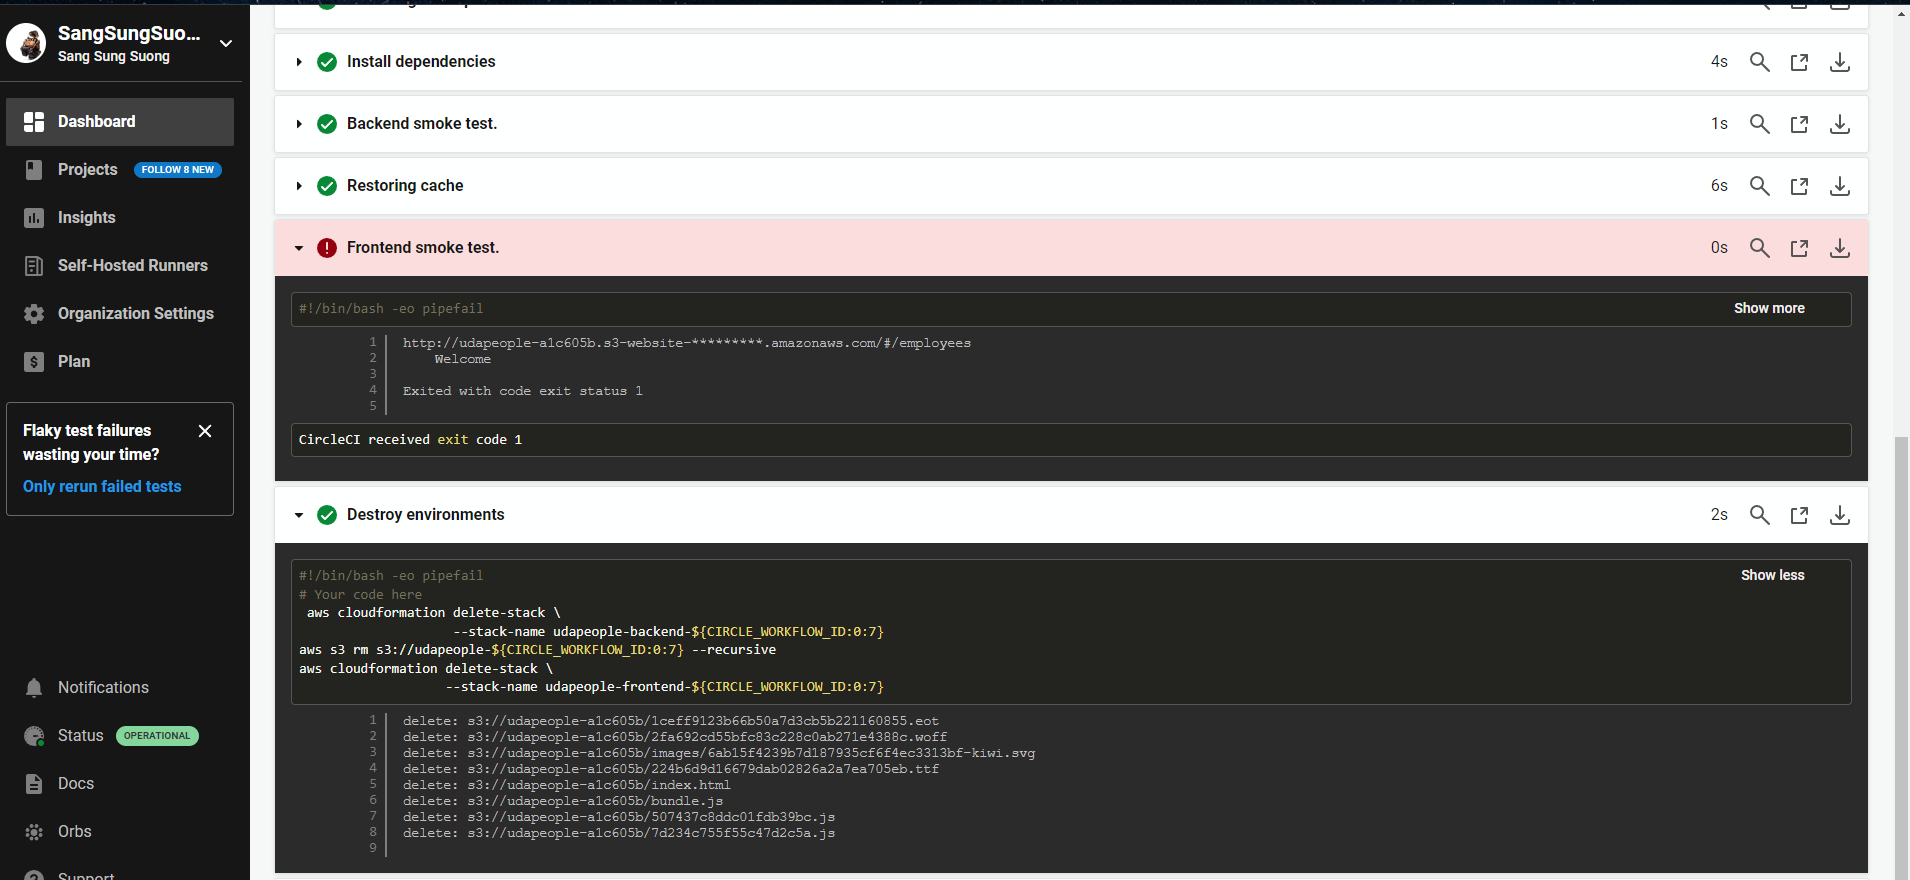 SangSungSuo...
Sang Sung Suong
Dashboard
Projects FOLLOW 8 NEW
Insights
Self-Hosted Runners
Organization Settings
Plan
Flaky test failures
wasting your time?
Only rerun failed tests
Notifications
Status OPERATIONAL
Docs
Orbs
Support
Install dependencies 4s
Backend smoke test. 1s
Restoring cache 6s
Frontend smoke test. 0s
#!/bin/bash -eo pipefail Show more
1 http://udapeople-a1c605b.s3-website-*********.amazonaws.com/#/employees
2 Welcome
3
4 Exited with code exit status 1
5
CircleCI received exit code 1
Destroy environments 2s
#!/bin/bash -eo pipefail Show less
# Your code here
aws cloudformation delete-stack \
--stack-name udapeople-backend-${CIRCLE_WORKFLOW_ID:0:7}
aws s3 rm s3://udapeople-${CIRCLE_WORKFLOW_ID:0:7} --recursive
aws cloudformation delete-stack \
--stack-name udapeople-frontend-${CIRCLE_WORKFLOW_ID:0:7}
1 delete: s3://udapeople-a1c605b/1ceff9123b66b50a7d3cb5b221160855.eot
2 delete: s3://udapeople-a1c605b/2fa692cd55bfc83c228c0ab271e4388c.woff
3 delete: s3://udapeople-a1c605b/images/6ab15f4239b7d187935cf6f4ec3313bf-kiwi.svg
4 delete: s3://udapeople-a1c605b/224b6d9d16679dab02826a2a7ea705eb.ttf
5 delete: s3://udapeople-a1c605b/index.html
6 delete: s3://udapeople-a1c605b/bundle.js
7 delete: s3://udapeople-a1c605b/507437c8ddc01fdb39bc.js
8 delete: s3://udapeople-a1c605b/7d234c755f55c47d2c5a.js
9